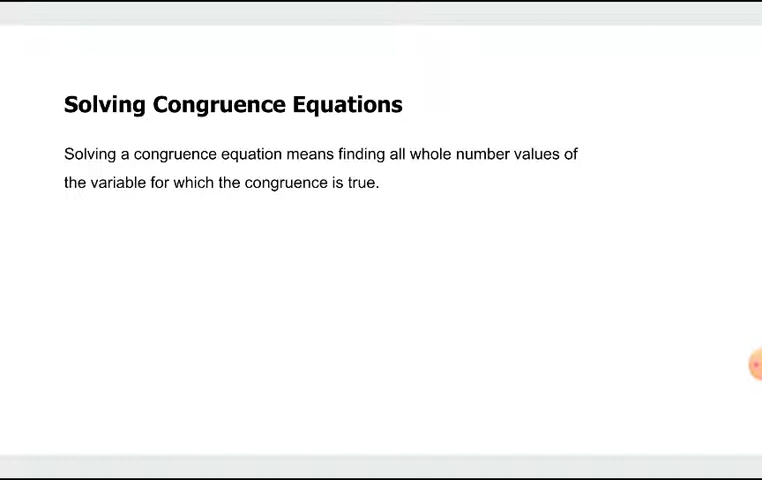 Solving Congruence Equations
Solving a congruence equation means finding all whole number values of
the variable for which the congruence is true.